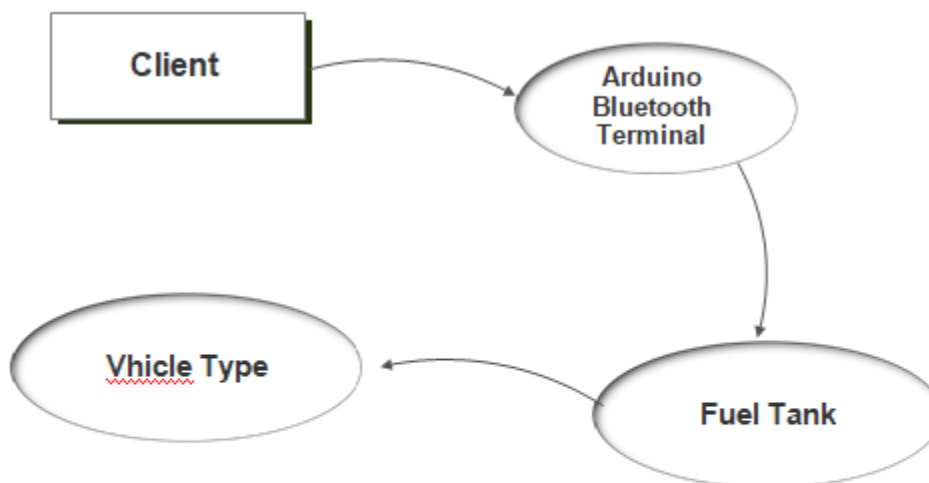 Client
Arduino
Bluetooth
Terminal
Vhicle Type
Fuel Tank